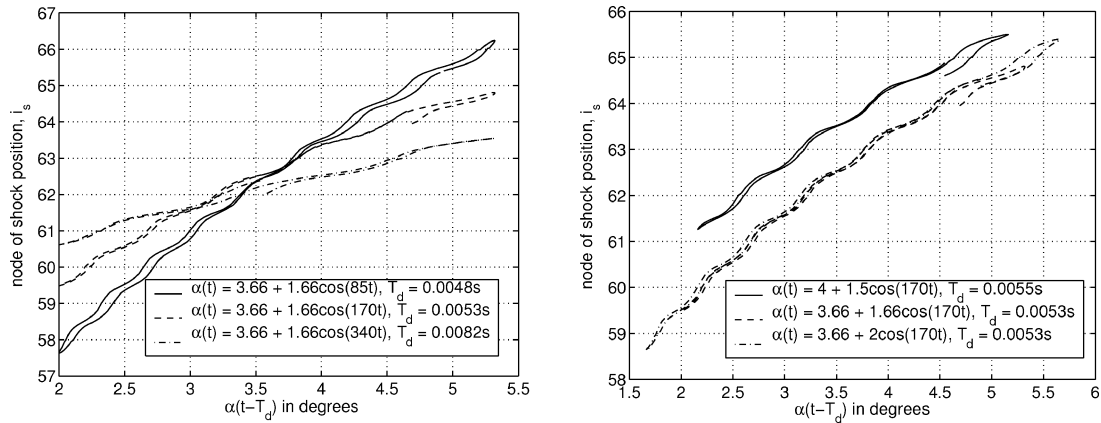 67
66
65
64
63
62
61
60
59
58
57
node of shock position, i_s
α(t) = 3.66 + 1.66cos(85t), T_d = 0.0048s
α(t) = 3.66 + 1.66cos(170t), T_d = 0.0053s
α(t) = 3.66 + 1.66cos(340t), T_d = 0.0082s
2 2.5 3 3.5 4 4.5 5 5.5
α(t−T_d) in degrees
66
65
64
63
62
61
60
59
58
node of shock position, i_s
α(t) = 4 + 1.5cos(170t), T_d = 0.0055s
α(t) = 3.66 + 1.66cos(170t), T_d = 0.0053s
α(t) = 3.66 + 2cos(170t), T_d = 0.0053s
1.5 2 2.5 3 3.5 4 4.5 5 5.5 6
α(t−T_d) in degrees